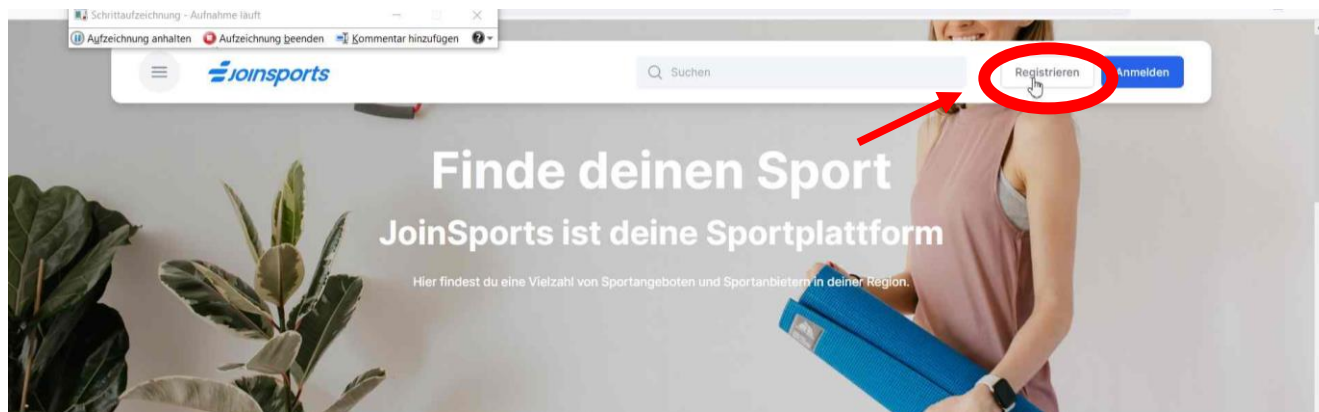 Schrittaufzeichnung - Aufnahme läuft
Aufzeichnung anhalten Aufzeichnung beenden Kommentar hinzufügen
Joinsports Suchen Registrieren Anmelden
Finde deinen Sport
JoinSports ist deine Sportplattform
Hier findest du eine Vielzahl von Sportangeboten und Sportanbietern in deiner Region.